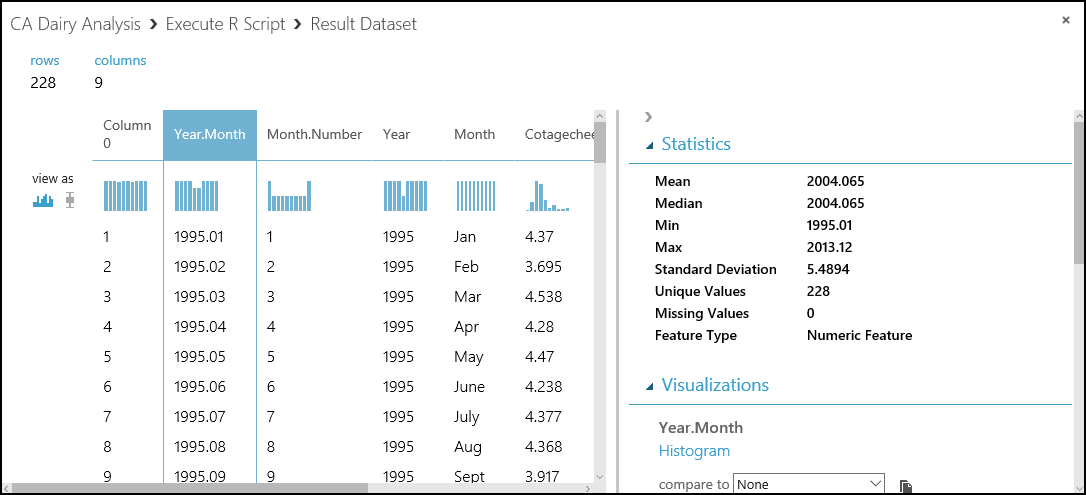 CA Dairy Analysis › Execute R Script › Result Dataset
rows columns
228 9
Column 0 Year.Month Month.Number Year Month Cotagechee
view as
1 1995.01 1 1995 Jan 4.37
2 1995.02 2 1995 Feb 3.695
3 1995.03 3 1995 Mar 4.538
4 1995.04 4 1995 Apr 4.28
5 1995.05 5 1995 May 4.47
6 1995.06 6 1995 June 4.238
7 1995.07 7 1995 July 4.377
8 1995.08 8 1995 Aug 4.368
9 1995.09 9 1995 Sept 3.917
Statistics
Mean 2004.065
Median 2004.065
Min 1995.01
Max 2013.12
Standard Deviation 5.4894
Unique Values 228
Missing Values 0
Feature Type Numeric Feature
Visualizations
Year.Month
Histogram
compare to None